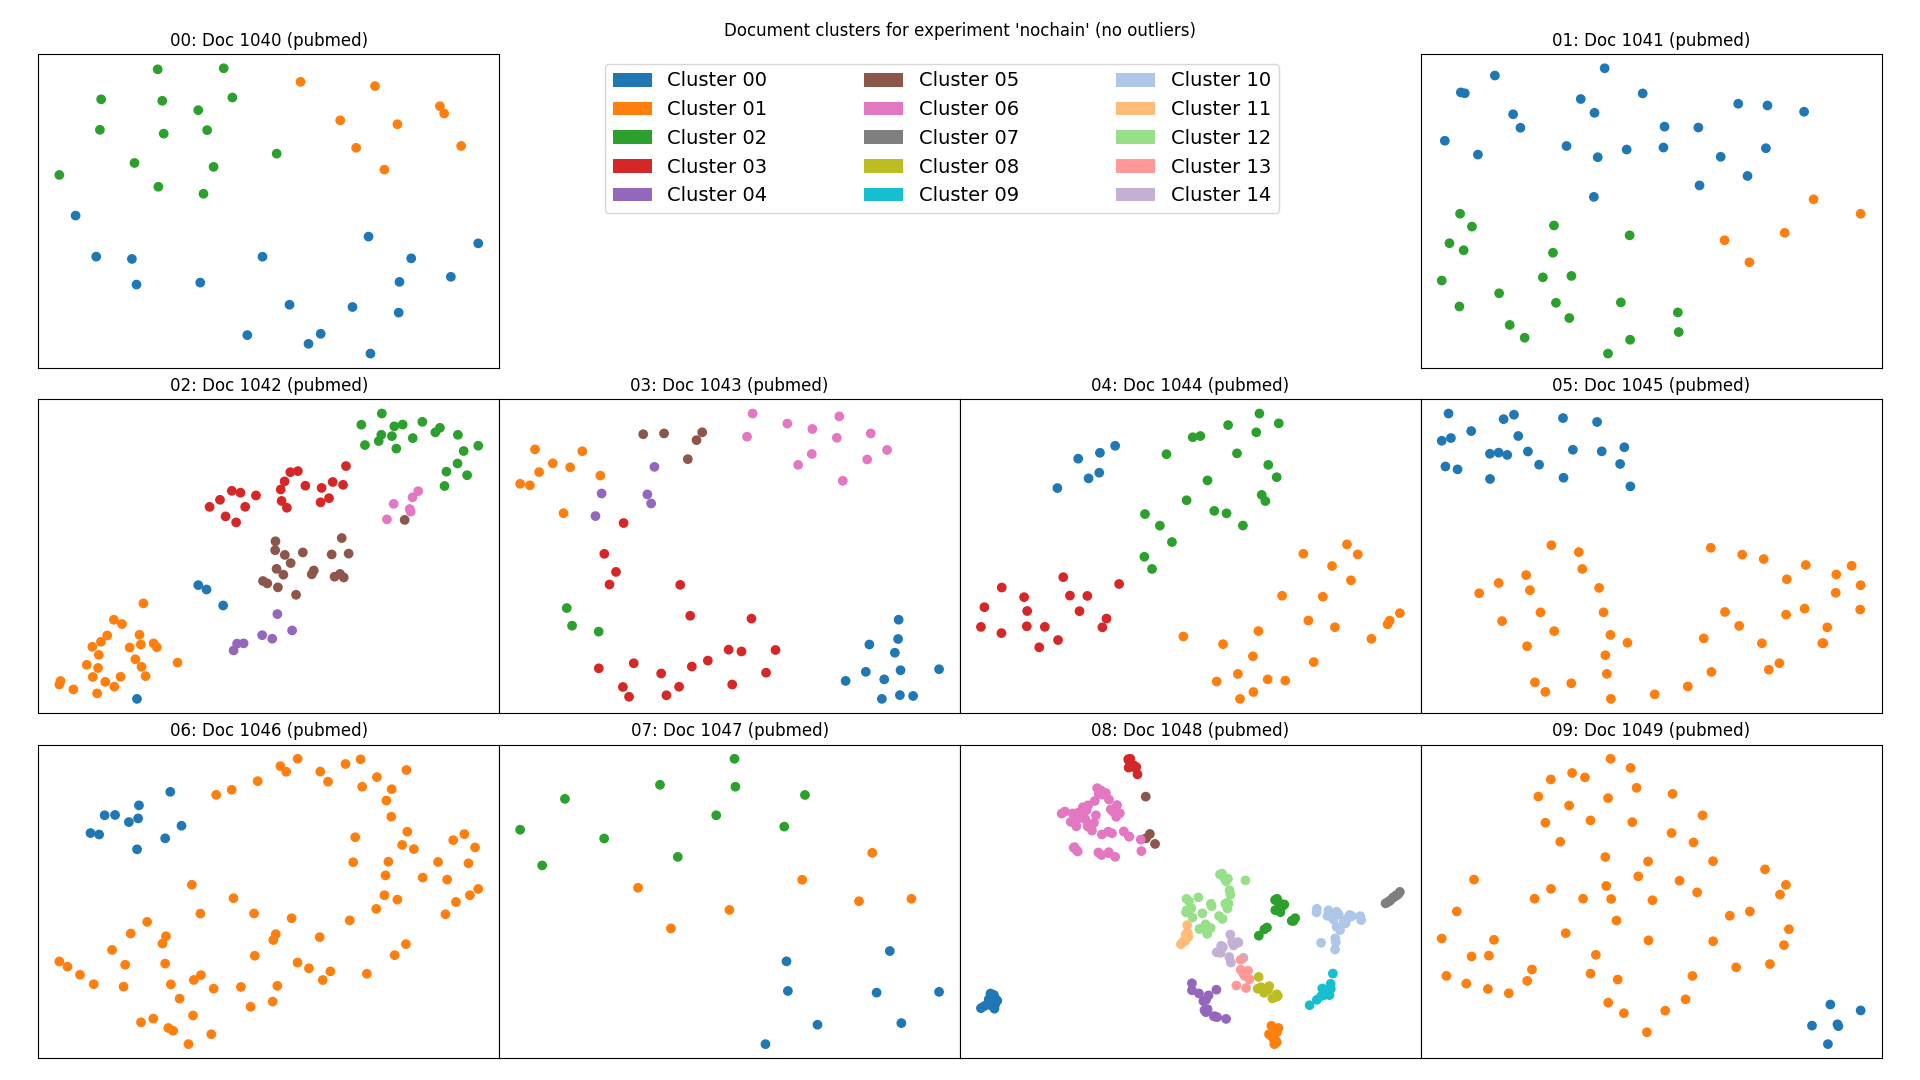 Document clusters for experiment 'nochain' (no outliers)
00: Doc 1040 (pubmed)
01: Doc 1041 (pubmed)
Cluster 00
Cluster 01
Cluster 02
Cluster 03
Cluster 04
Cluster 05
Cluster 06
Cluster 07
Cluster 08
Cluster 09
Cluster 10
Cluster 11
Cluster 12
Cluster 13
Cluster 14
02: Doc 1042 (pubmed)
03: Doc 1043 (pubmed)
04: Doc 1044 (pubmed)
05: Doc 1045 (pubmed)
06: Doc 1046 (pubmed)
07: Doc 1047 (pubmed)
08: Doc 1048 (pubmed)
09: Doc 1049 (pubmed)